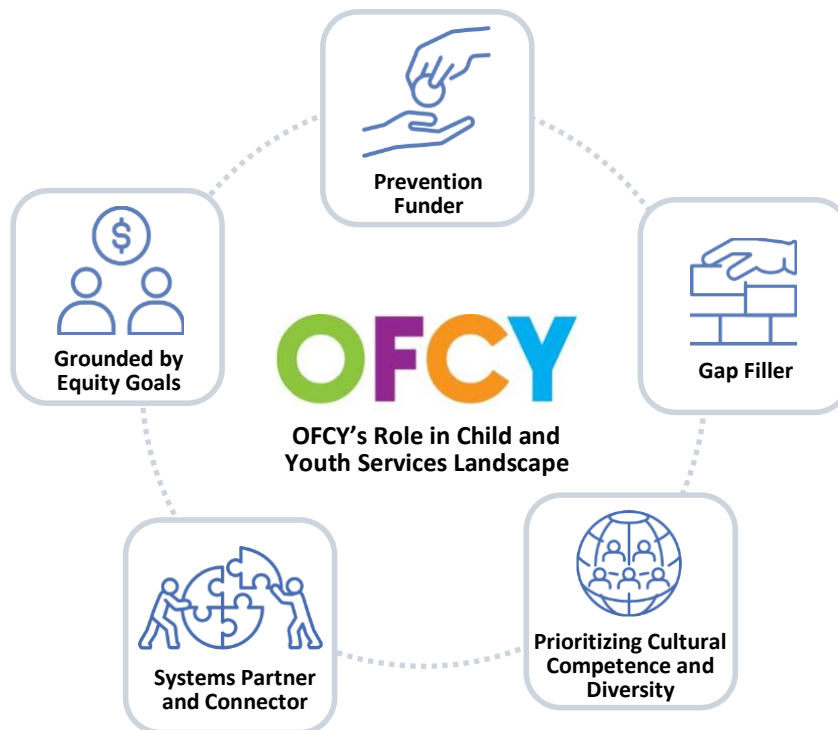 Prevention
Funder
$
Grounded by
Equity Goals
Gap Filler
OFCY
OFCY’s Role in Child and
Youth Services Landscape
Systems Partner
and Connector
Prioritizing Cultural
Competence and
Diversity